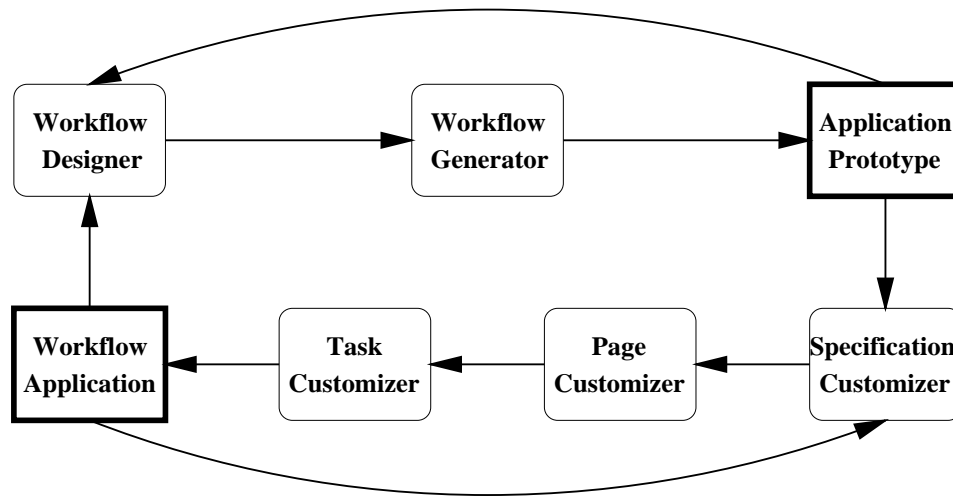 Workflow
Designer
Workflow
Generator
Application
Prototype
Workflow
Application
Task
Customizer
Page
Customizer
Specification
Customizer